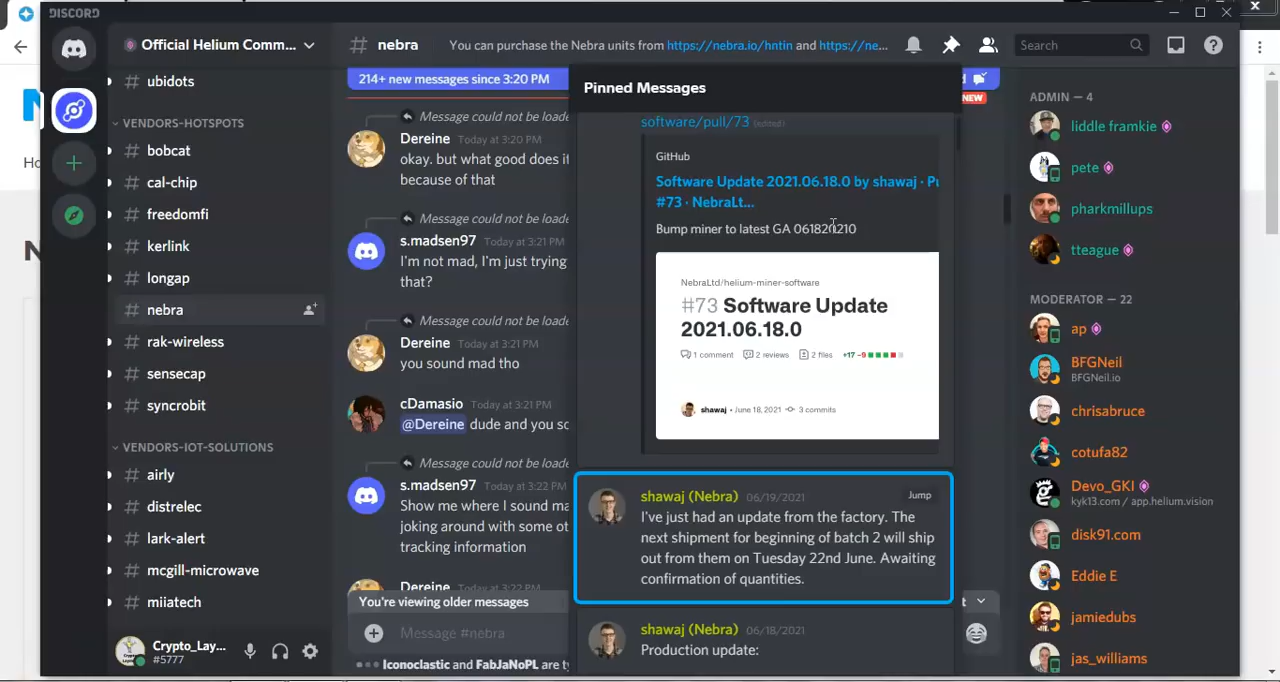 DISCORD
Official Helium Comm...
# nebra
You can purchase the Nebra units from https://nebra.io/hntin and https://ne...
Search
# ubidots
VENDORS-HOTSPOTS
# bobcat
# cal-chip
# freedomfi
# kerlink
# longap
# nebra
# rak-wireless
# sensecap
# syncrobit
VENDORS-IOT-SOLUTIONS
# airly
# distrelec
# lark-alert
# mcgill-microwave
# miiatech
Crypto_Lay...
#5777
214+ new messages since 3:20 PM
NEW
Message could not be loade
Dereine Today at 3:20 PM
okay. but what good does it
because of that
Message could not be loade
s.madsen97 Today at 3:21 PM
I'm not mad, I'm just trying
that?
Message could not be loade
Dereine Today at 3:21 PM
you sound mad tho
cDamasio Today at 3:21 PM
@Dereine dude and you so
Message could not be loade
s.madsen97 Today at 3:22 PM
Show me where I sound ma
joking around with some ot
tracking information
Dereine Today at 3:22 PM
You're viewing older messages
Message #nebra
Iconoclastic and FabJaNoPL are ty
Pinned Messages
software/pull/73 (edited)
GitHub
Software Update 2021.06.18.0 by shawaj · Pu
#73 · NebraLt...
Bump miner to latest GA 061820210
NebraLtd/helium-miner-software
#73 Software Update
2021.06.18.0
1 comment 2 reviews 2 files +17 -9
shawaj • June 18, 2021 3 commits
shawaj (Nebra) 06/19/2021 Jump
I've just had an update from the factory. The
next shipment for beginning of batch 2 will ship
out from them on Tuesday 22nd June. Awaiting
confirmation of quantities.
shawaj (Nebra) 06/18/2021
Production update:
ADMIN — 4
liddle framkie
pete
pharkmillups
tteague
MODERATOR — 22
ap
BFGNeil
BFGNeil.io
chrisabruce
cotufa82
Devo_GKI
kyk13.com / app.helium.vision
disk91.com
Eddie E
jamiedubs
jas_williams